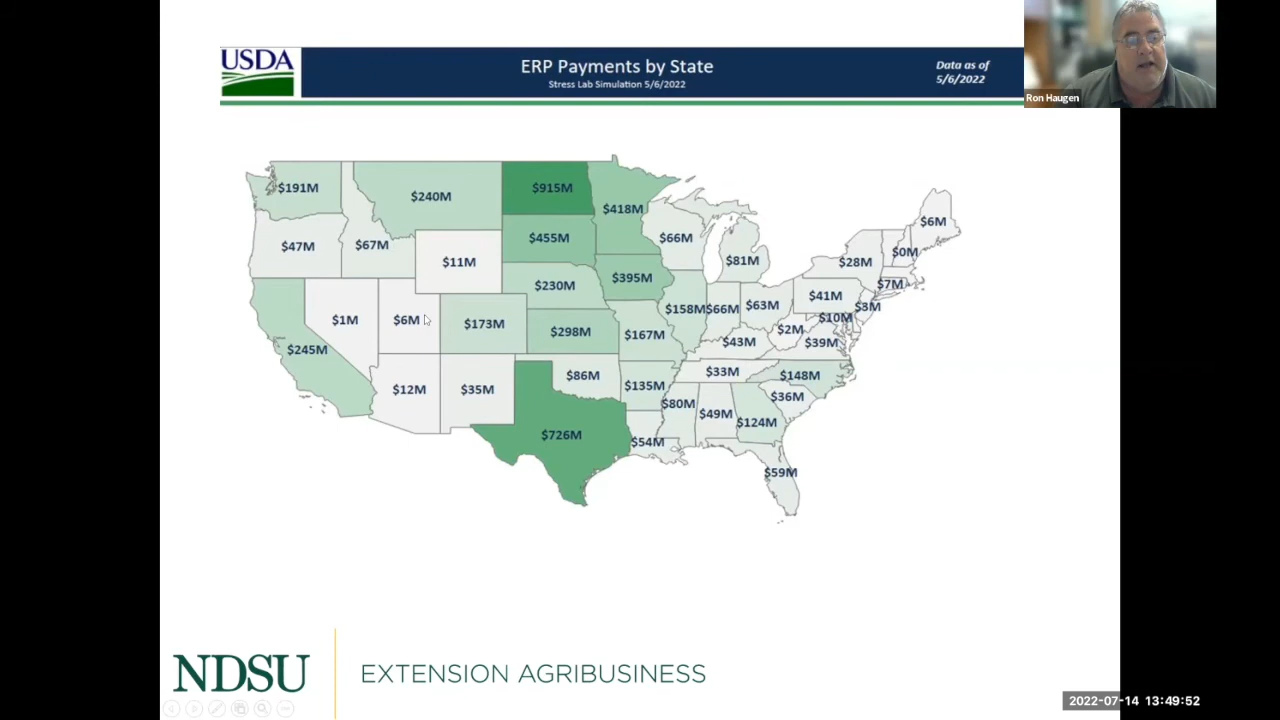 USDA
ERP Payments by State
Stress Lab Simulation 5/6/2022
Data as of
5/6/2022
Ron Haugen
$191M
$240M
$915M
$418M
$47M
$67M
$11M
$455M
$66M
$81M
$6M
$0M
$28M
$7M
$395M
$230M
$1M
$6M
$173M
$298M
$167M
$158M
$66M
$63M
$41M
$3M
$10M
$2M
$39M
$43M
$245M
$12M
$35M
$86M
$135M
$33M
$148M
$36M
$80M
$49M
$124M
$726M
$54M
$59M
NDSU
EXTENSION AGRIBUSINESS
2022-07-14 13:49:52